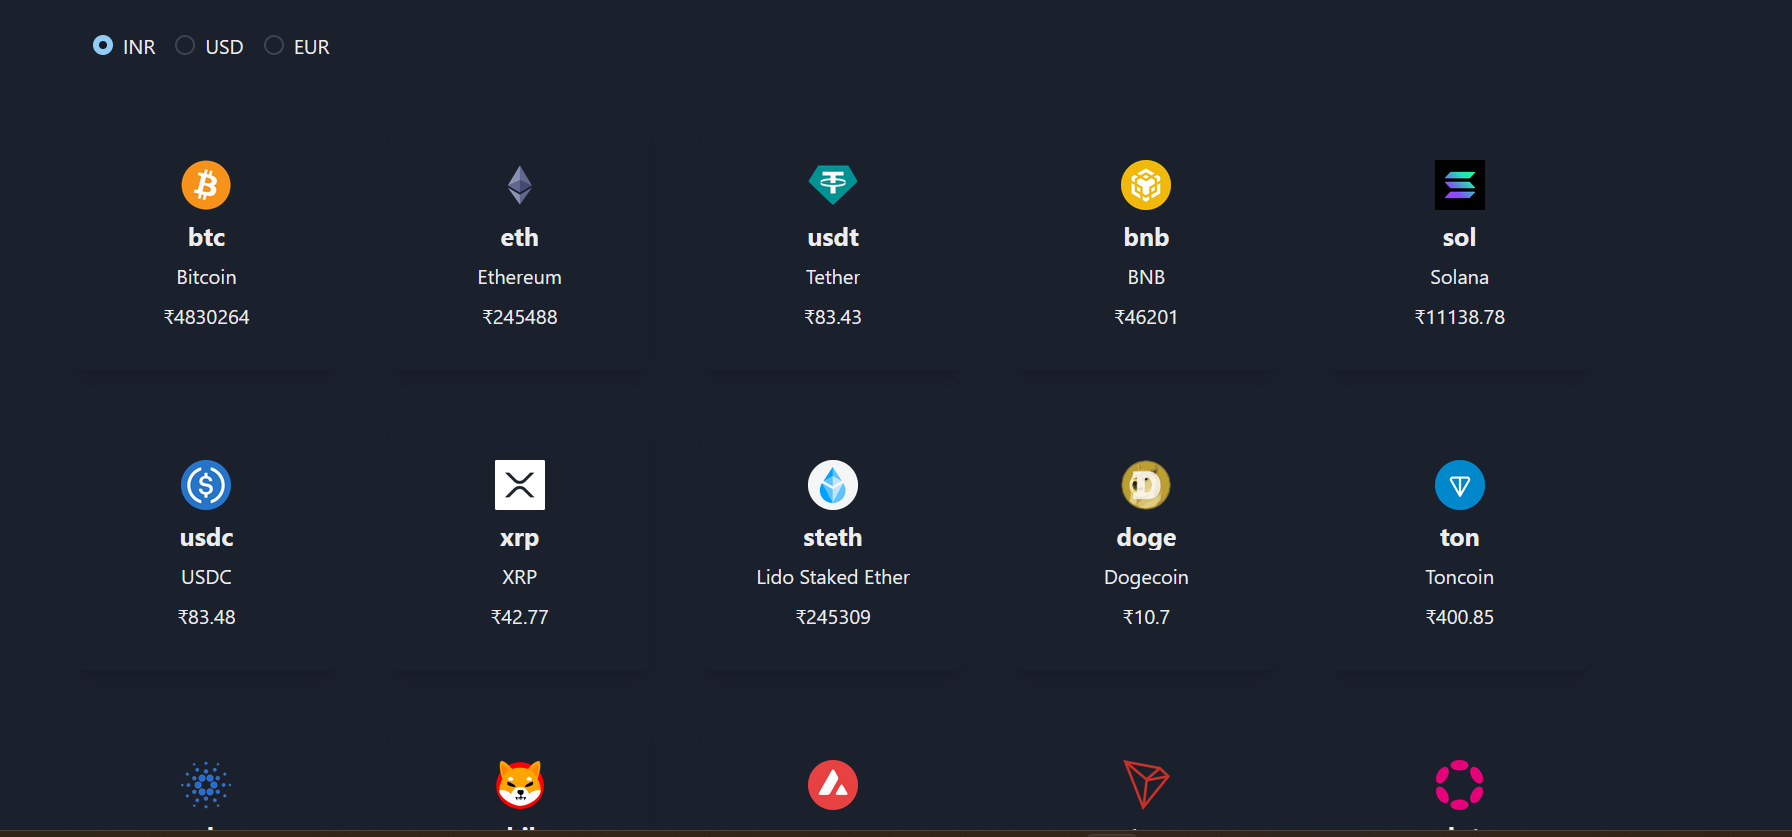 INR USD EUR
btc
Bitcoin
₹4830264
eth
Ethereum
₹245488
usdt
Tether
₹83.43
bnb
BNB
₹46201
sol
Solana
₹11138.78
usdc
USDC
₹83.48
xrp
XRP
₹42.77
steth
Lido Staked Ether
₹245309
doge
Dogecoin
₹10.7
ton
Toncoin
₹400.85